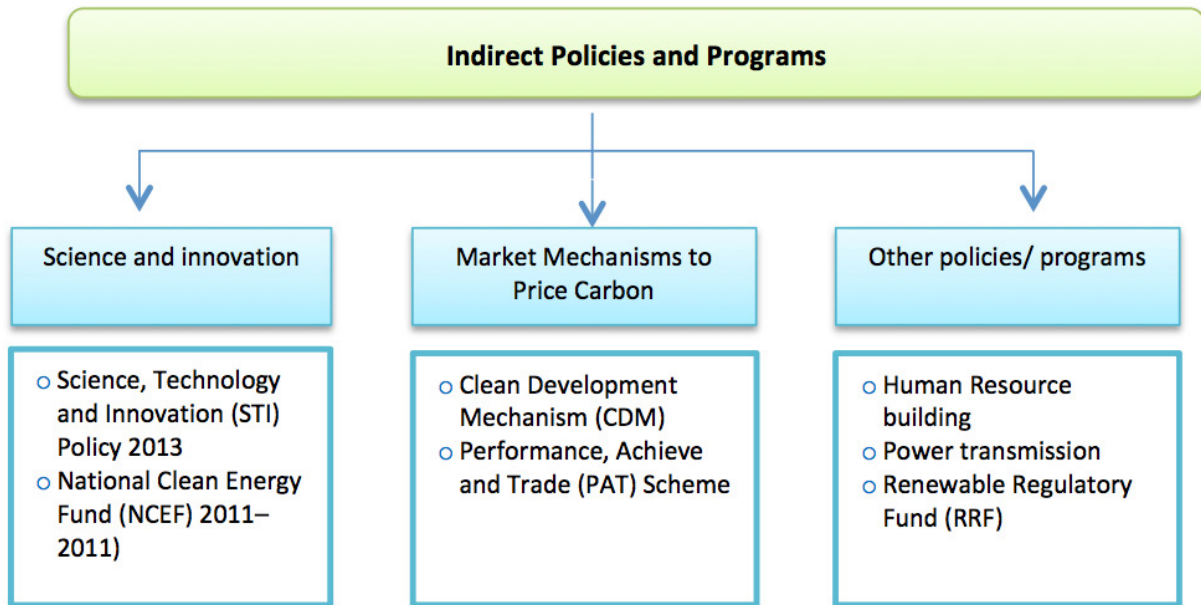 Indirect Policies and Programs
Science and innovation
Market Mechanisms to
Price Carbon
Other policies/ programs
○ Science, Technology
and Innovation (STI)
Policy 2013
○ National Clean Energy
Fund (NCEF) 2011–
2011)
○ Clean Development
Mechanism (CDM)
○ Performance, Achieve
and Trade (PAT) Scheme
○ Human Resource
building
○ Power transmission
○ Renewable Regulatory
Fund (RRF)